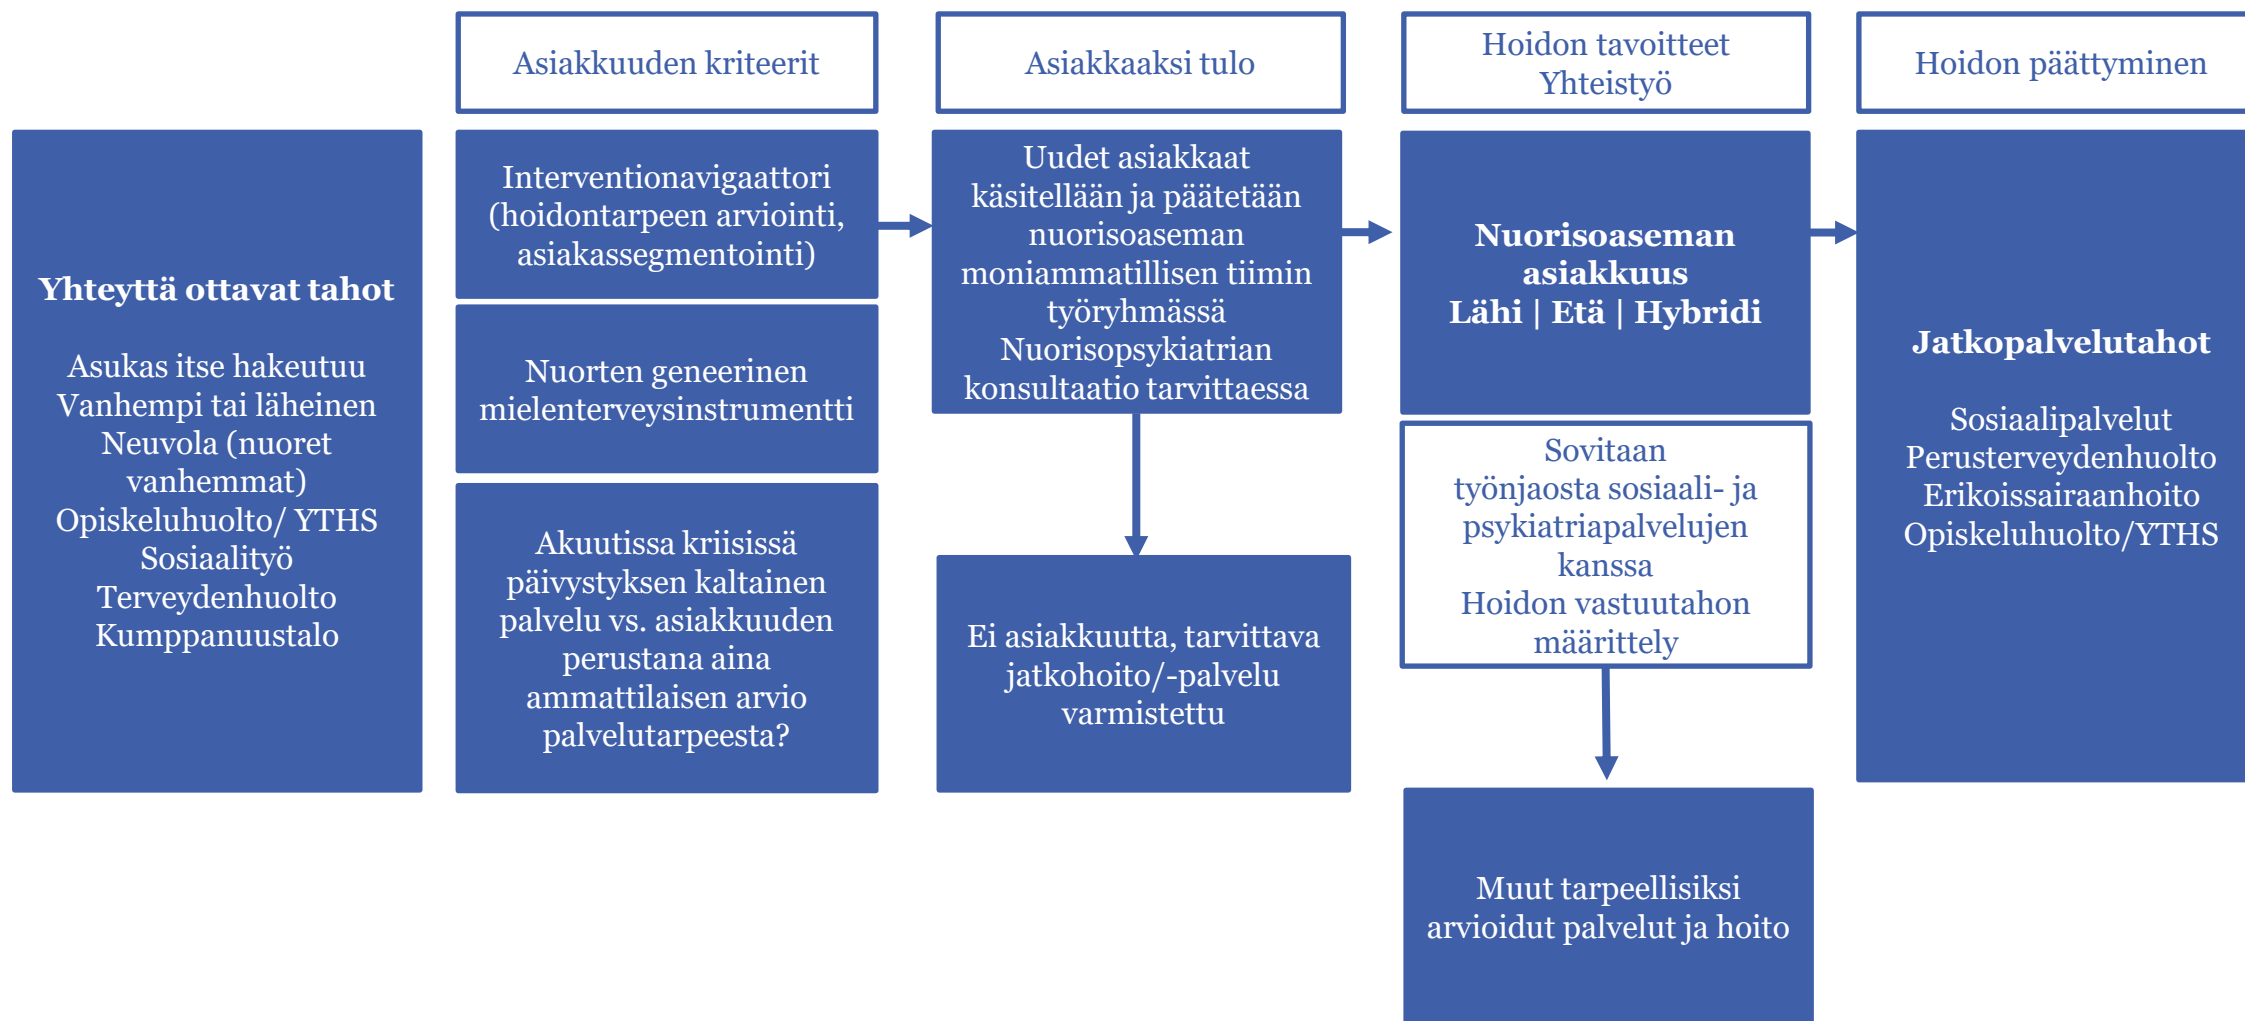 Asiakkuuden kriteerit
Asiakkaaksi tulo
Hoidon tavoitteet
Yhteistyö
Hoidon päättyminen
Yhteyttä ottavat tahot
Asukas itse hakeutuu
Vanhempi tai läheinen
Neuvola (nuoret
vanhemmat)
Opiskeluhuolto/ YTHS
Sosiaalityö
Terveydenhuolto
Kumppanuustalo
Interventionavigaattori
(hoidontarpeen arviointi,
asiakassegmentointi)
Nuorten geneerinen
mielenterveysinstrumentti
Akuutissa kriisissä
päivystyksen kaltainen
palvelu vs. asiakkuuden
perustana aina
ammattilaisen arvio
palvelutarpeesta?
Uudet asiakkaat
käsitellään ja päätetään
nuorisoaseman
moniammatillisen tiimin
työryhmässä
Nuorisopsykiatrian
konsultaatio tarvittaessa
Ei asiakkuutta, tarvittava
jatkohoito/-palvelu
varmistettu
Nuorisoaseman
asiakkuus
Lähi | Etä | Hybridi
Sovitaan
työnjaosta sosiaali- ja
psykiatriapalvelujen
kanssa
Hoidon vastuutahon
määrittely
Muut tarpeellisiksi
arvioidut palvelut ja hoito
Jatkopalvelutahot
Sosiaalipalvelut
Perusterveydenhuolto
Erikoissairaanhoito
Opiskeluhuolto/YTHS